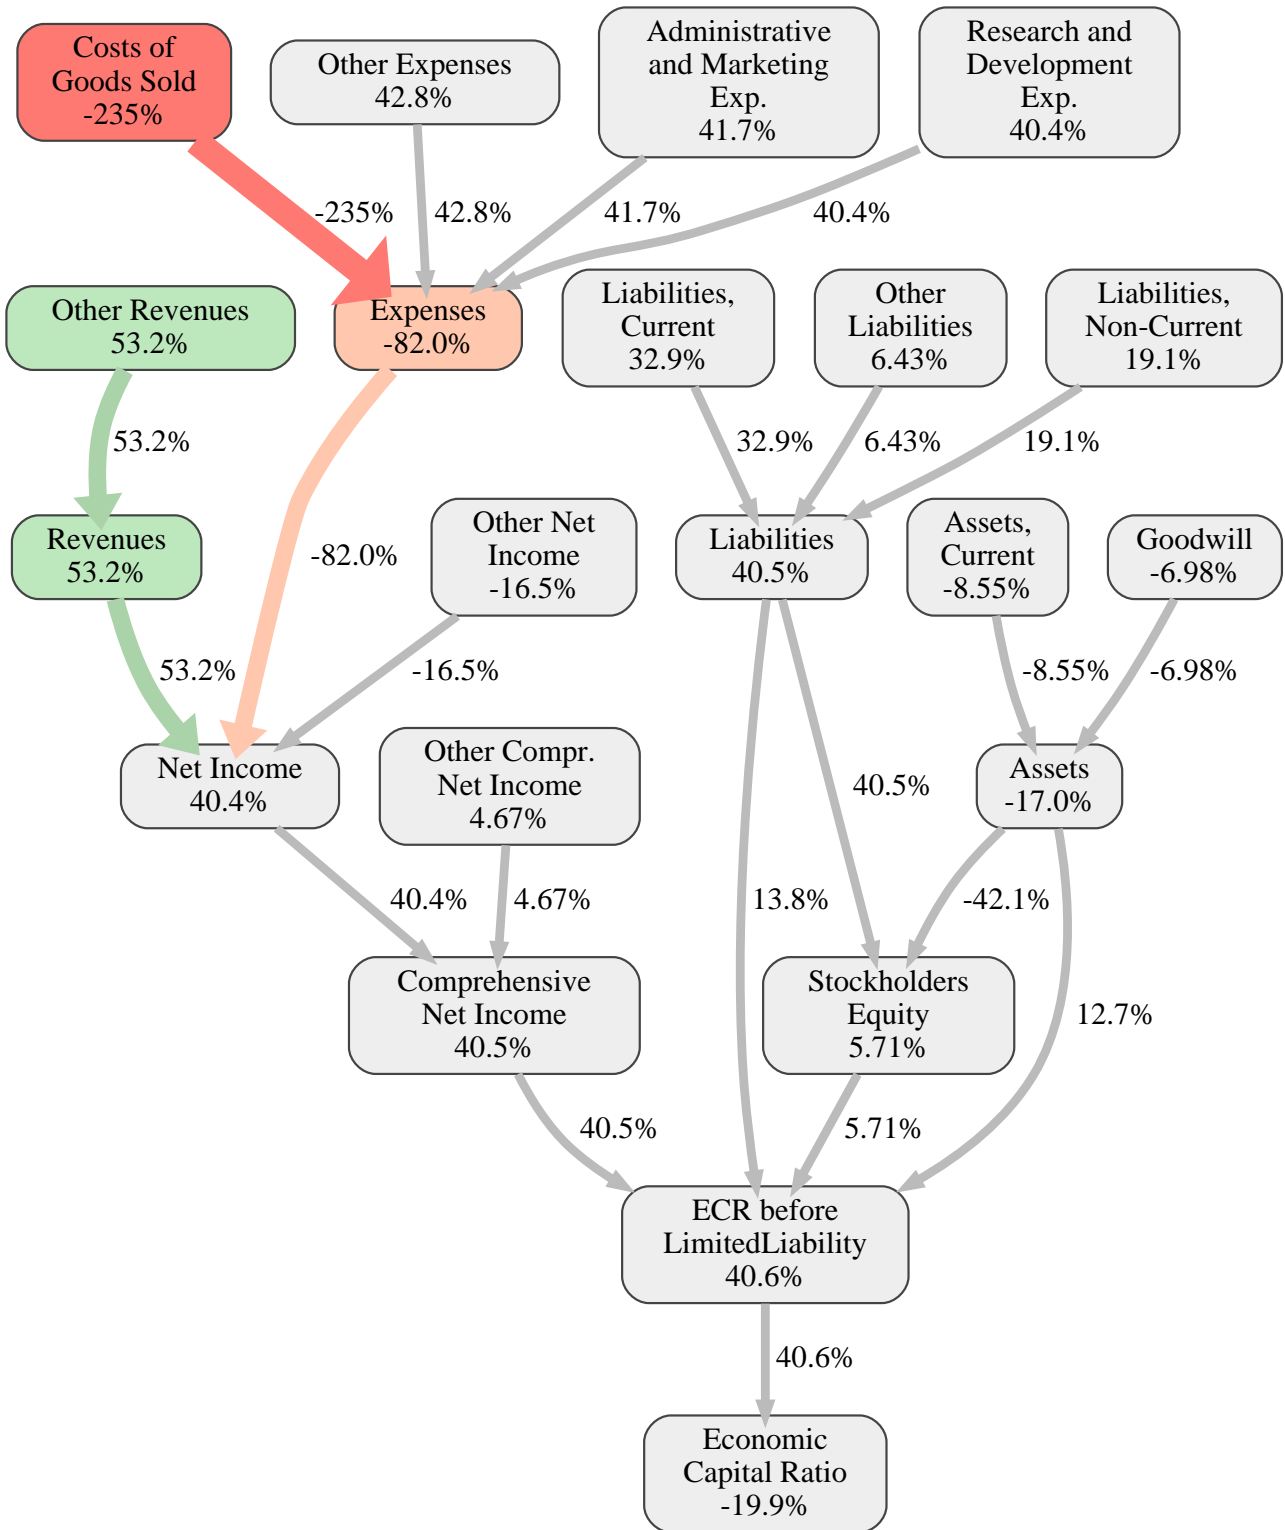 Costs of
Goods Sold
-235%
Other Expenses
42.8%
Administrative
and Marketing
Exp.
41.7%
Research and
Development
Exp.
40.4%
-235%
42.8%
41.7%
40.4%
Other Revenues
53.2%
Expenses
-82.0%
Liabilities,
Current
32.9%
Other
Liabilities
6.43%
Liabilities,
Non-Current
19.1%
53.2%
32.9%
6.43%
19.1%
Revenues
53.2%
-82.0%
Other Net
Income
-16.5%
Liabilities
40.5%
Assets,
Current
-8.55%
Goodwill
-6.98%
53.2%
-16.5%
-8.55%
-6.98%
Net Income
40.4%
Other Compr.
Net Income
4.67%
40.5%
Assets
-17.0%
40.4%
4.67%
13.8%
-42.1%
Comprehensive
Net Income
40.5%
Stockholders
Equity
5.71%
12.7%
40.5%
5.71%
ECR before
LimitedLiability
40.6%
40.6%
Economic
Capital Ratio
-19.9%